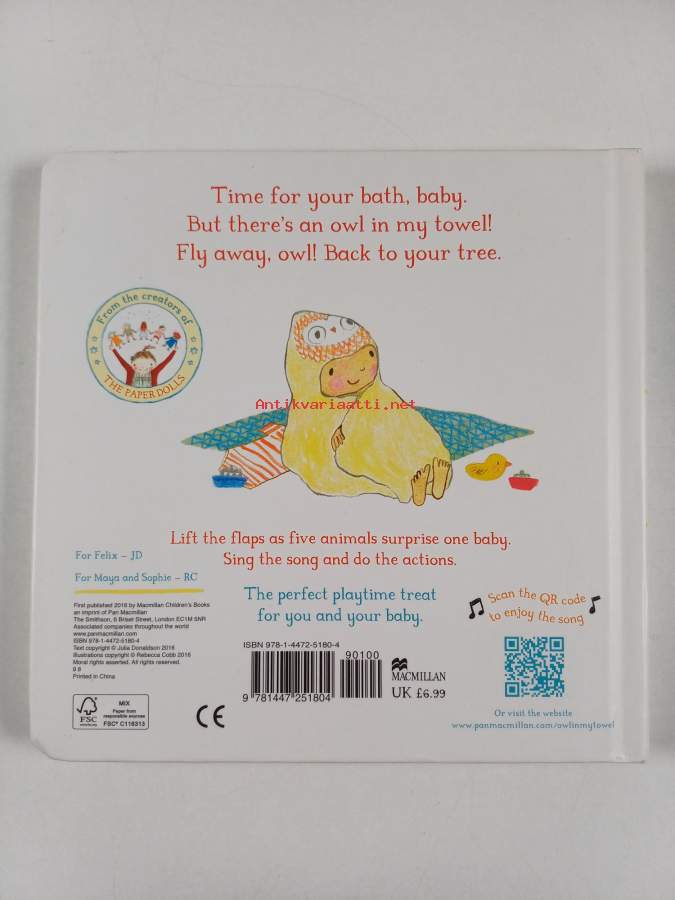 Time for your bath, baby.
But there's an owl in my towel!
Fly away, owl! Back to your tree.
From the creators of
THE PAPER DOLLS
Antikvariaatti.net
Lift the flaps as five animals surprise one baby.
Sing the song and do the actions.
For Felix – JD
For Maya and Sophie – RC
The perfect playtime treat
for you and your baby.
Scan the QR code
to enjoy the song
First published 2016 by Macmillan Children's Books
an imprint of Pan Macmillan
The Smithson, 6 Briset Street, London EC1M 5NR
Associated companies throughout the world
www.panmacmillan.com
ISBN 978-1-4472-5180-4
Text copyright © Julia Donaldson 2016
Illustrations copyright © Rebecca Cobb 2016
Moral rights asserted. All rights reserved.
9 8
Printed in China
FSC
www.fsc.org
MIX
Paper from
responsible sources
FSC® C116313
CE
ISBN 978-1-4472-5180-4
90100
9 781447 251804
MACMILLAN
UK £6.99
Or visit the website
www.panmacmillan.com/owlinmytowel